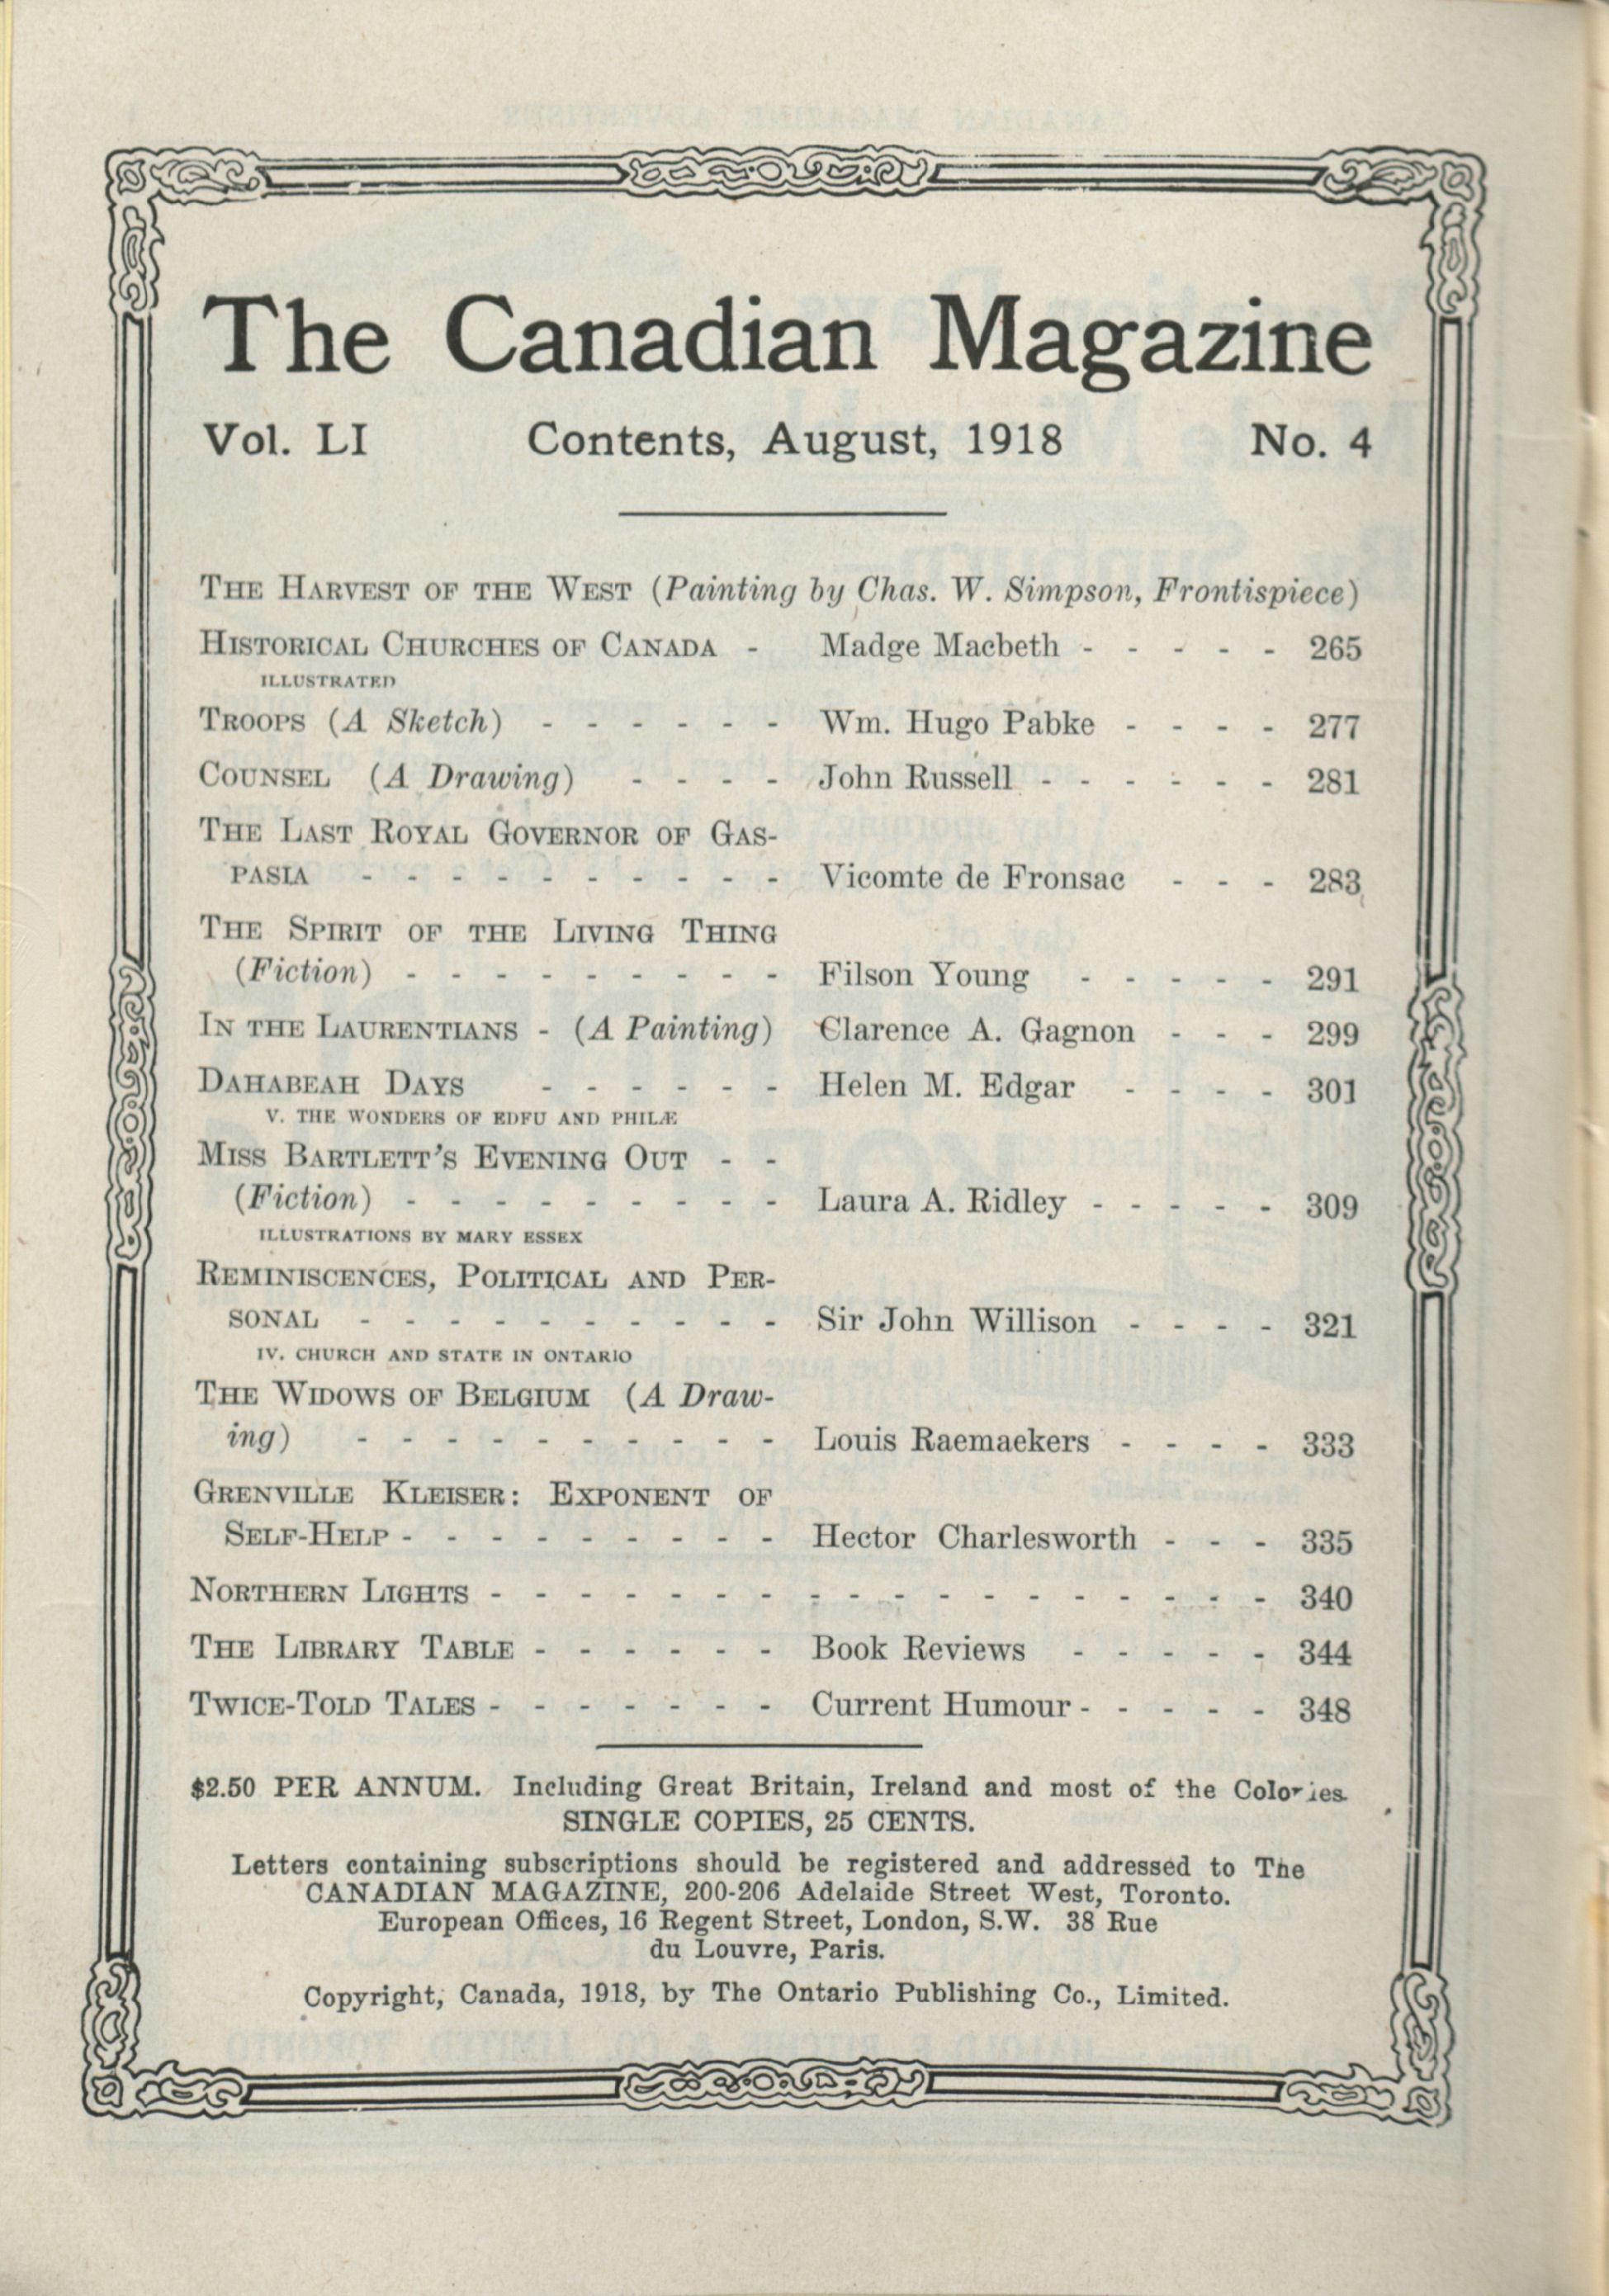 The Canadian Magazine
Vol. LI Contents, August, 1918 No. 4
THE HARVEST OF THE WEST (Painting by Chas. W. Simpson, Frontispiece)
HISTORICAL CHURCHES OF CANADA - Madge Macbeth - - - - - 265
ILLUSTRATED
TROOPS (A Sketch) - - - - - - Wm. Hugo Pabke - - - - 277
COUNSEL (A Drawing) - - - - John Russell - - - - - - 281
THE LAST ROYAL GOVERNOR OF GAS-
PASIA - - - - - - - - - - Vicomte de Fronsac - - - 283
THE SPIRIT OF THE LIVING THING
(Fiction) - - - - - - - - - Filson Young - - - - - 291
IN THE LAURENTIANS - (A Painting) Clarence A. Gagnon - - - 299
DAHABEAH DAYS - - - - - - Helen M. Edgar - - - - 301
V. THE WONDERS OF EDFU AND PHILÆ
MISS BARTLETT'S EVENING OUT - -
(Fiction) - - - - - - - - - Laura A. Ridley - - - - - 309
ILLUSTRATIONS BY MARY ESSEX
REMINISCENCES, POLITICAL AND PER-
SONAL - - - - - - - - - - Sir John Willison - - - - 321
IV. CHURCH AND STATE IN ONTARIO
THE WIDOWS OF BELGIUM (A Draw-
ing) - - - - - - - - - - Louis Raemaekers - - - - 333
GRENVILLE KLEISER: EXPONENT OF
SELF-HELP - - - - - - - - - Hector Charlesworth - - - 335
NORTHERN LIGHTS - - - - - - - - - - - - - - - - - - 340
THE LIBRARY TABLE - - - - - - Book Reviews - - - - - 344
TWICE-TOLD TALES - - - - - - - Current Humour - - - - - 348
$2.50 PER ANNUM. Including Great Britain, Ireland and most of the Colonies
SINGLE COPIES, 25 CENTS.
Letters containing subscriptions should be registered and addressed to The
CANADIAN MAGAZINE, 200-206 Adelaide Street West, Toronto.
European Offices, 16 Regent Street, London, S.W. 38 Rue
du Louvre, Paris.
Copyright, Canada, 1918, by The Ontario Publishing Co., Limited.